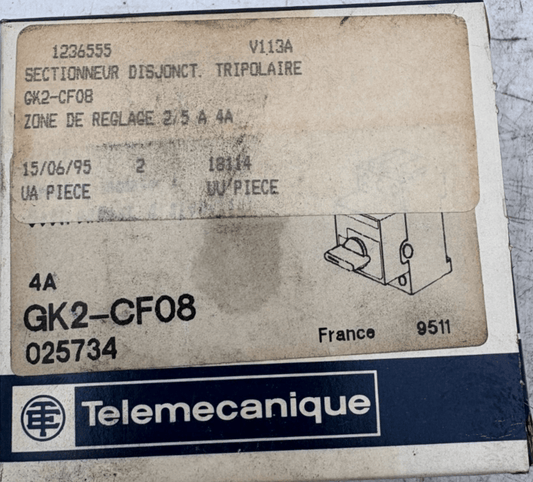 1236555 V113A
SECTIONNEUR DISJONCT. TRIPOLAIRE
GK2-CF08
ZONE DE REGLAGE 2/5 A 4A
15/06/95 2 18114
UA PIECE UU PIECE
4A
GK2-CF08
025734
France 9511
TE Telemecanique